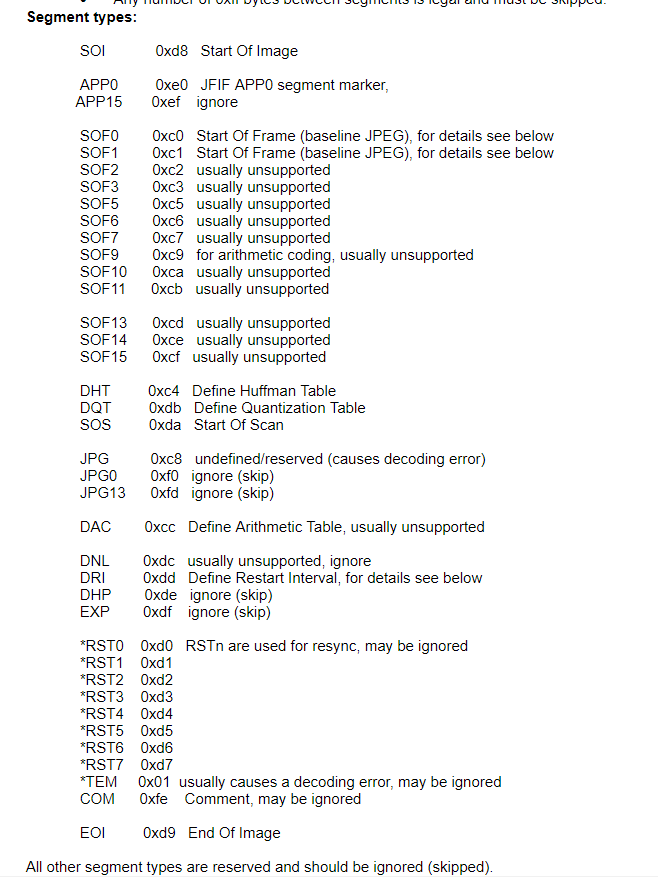 Any number of 0xff bytes between segments is legal and must be skipped.
Segment types:
SOI 0xd8 Start Of Image
APP0 0xe0 JFIF APP0 segment marker,
APP15 0xef ignore
SOF0 0xc0 Start Of Frame (baseline JPEG), for details see below
SOF1 0xc1 Start Of Frame (baseline JPEG), for details see below
SOF2 0xc2 usually unsupported
SOF3 0xc3 usually unsupported
SOF5 0xc5 usually unsupported
SOF6 0xc6 usually unsupported
SOF7 0xc7 usually unsupported
SOF9 0xc9 for arithmetic coding, usually unsupported
SOF10 0xca usually unsupported
SOF11 0xcb usually unsupported
SOF13 0xcd usually unsupported
SOF14 0xce usually unsupported
SOF15 0xcf usually unsupported
DHT 0xc4 Define Huffman Table
DQT 0xdb Define Quantization Table
SOS 0xda Start Of Scan
JPG 0xc8 undefined/reserved (causes decoding error)
JPG0 0xf0 ignore (skip)
JPG13 0xfd ignore (skip)
DAC 0xcc Define Arithmetic Table, usually unsupported
DNL 0xdc usually unsupported, ignore
DRI 0xdd Define Restart Interval, for details see below
DHP 0xde ignore (skip)
EXP 0xdf ignore (skip)
*RST0 0xd0 RSTn are used for resync, may be ignored
*RST1 0xd1
*RST2 0xd2
*RST3 0xd3
*RST4 0xd4
*RST5 0xd5
*RST6 0xd6
*RST7 0xd7
*TEM 0x01 usually causes a decoding error, may be ignored
COM 0xfe Comment, may be ignored
EOI 0xd9 End Of Image
All other segment types are reserved and should be ignored (skipped).